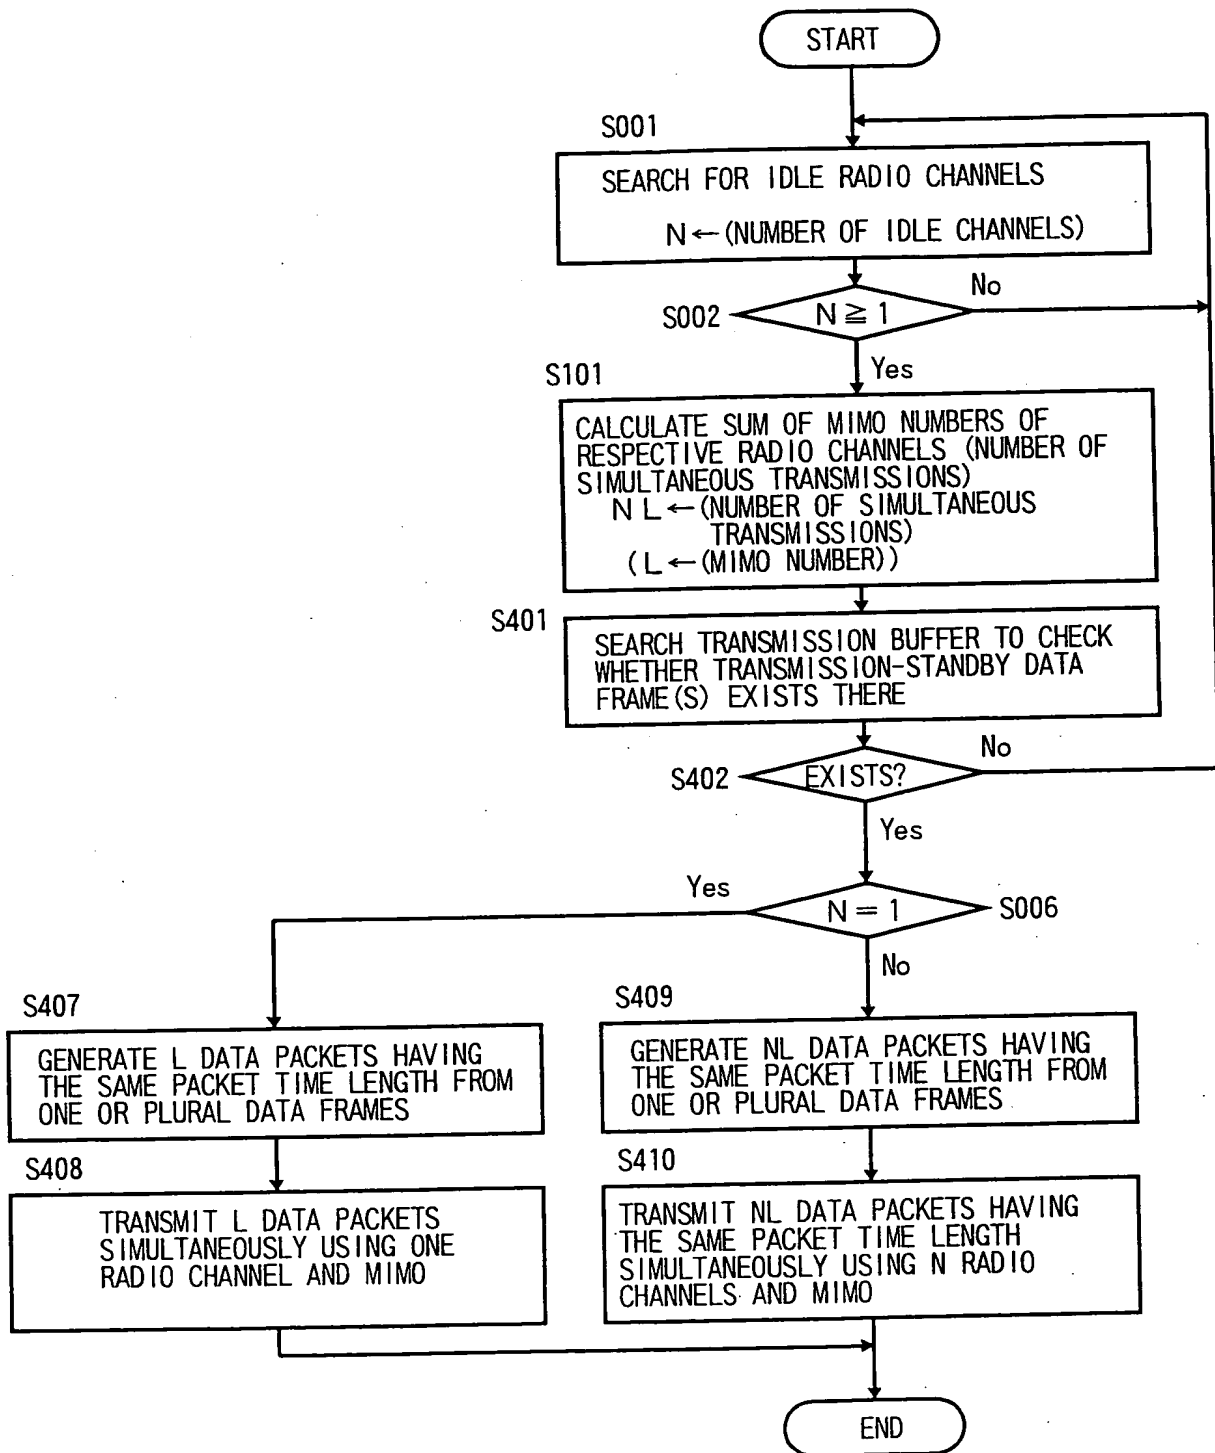 START
S001
SEARCH FOR IDLE RADIO CHANNELS
N←(NUMBER OF IDLE CHANNELS)
No
S002
N≧1
Yes
S101
CALCULATE SUM OF MIMO NUMBERS OF
RESPECTIVE RADIO CHANNELS (NUMBER OF
SIMULTANEOUS TRANSMISSIONS)
NL←(NUMBER OF SIMULTANEOUS
TRANSMISSIONS)
(L←(MIMO NUMBER))
S401
SEARCH TRANSMISSION BUFFER TO CHECK
WHETHER TRANSMISSION-STANDBY DATA
FRAME(S) EXISTS THERE
No
S402
EXISTS?
Yes
Yes
N=1
S006
No
S407
GENERATE L DATA PACKETS HAVING
THE SAME PACKET TIME LENGTH FROM
ONE OR PLURAL DATA FRAMES
S409
GENERATE NL DATA PACKETS HAVING
THE SAME PACKET TIME LENGTH FROM
ONE OR PLURAL DATA FRAMES
S408
TRANSMIT L DATA PACKETS
SIMULTANEOUSLY USING ONE
RADIO CHANNEL AND MIMO
S410
TRANSMIT NL DATA PACKETS HAVING
THE SAME PACKET TIME LENGTH
SIMULTANEOUSLY USING N RADIO
CHANNELS AND MIMO
END